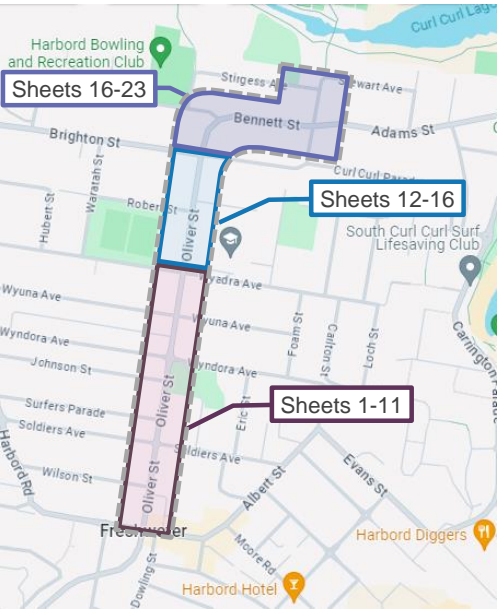 Curl Curl Lago
Harbord Bowling
and Recreation Club
Stirgess Ave
Stewart Ave
Sheets 16-23
Bennett St
Adams St
Brighton St
Curl Curl Parade
Waratah St
Hubert St
Robert St
Sheets 12-16
Oliver St
South Curl Curl Surf
Lifesaving Club
Wyadra Ave
Wyuna Ave
Wyuna Ave
Foam St
Carlton St
Loch St
Carrington Parade
Wyndora Ave
Wyndora Ave
Johnson St
Oliver St
Eric St
Sheets 1-11
Surfers Parade
Soldiers Ave
Soldiers Ave
Harbord Rd
Wilson St
Oliver St
Albert St
Evans St
Freshwater
Moore Rd
Harbord Diggers
Dowling St
Harbord Hotel